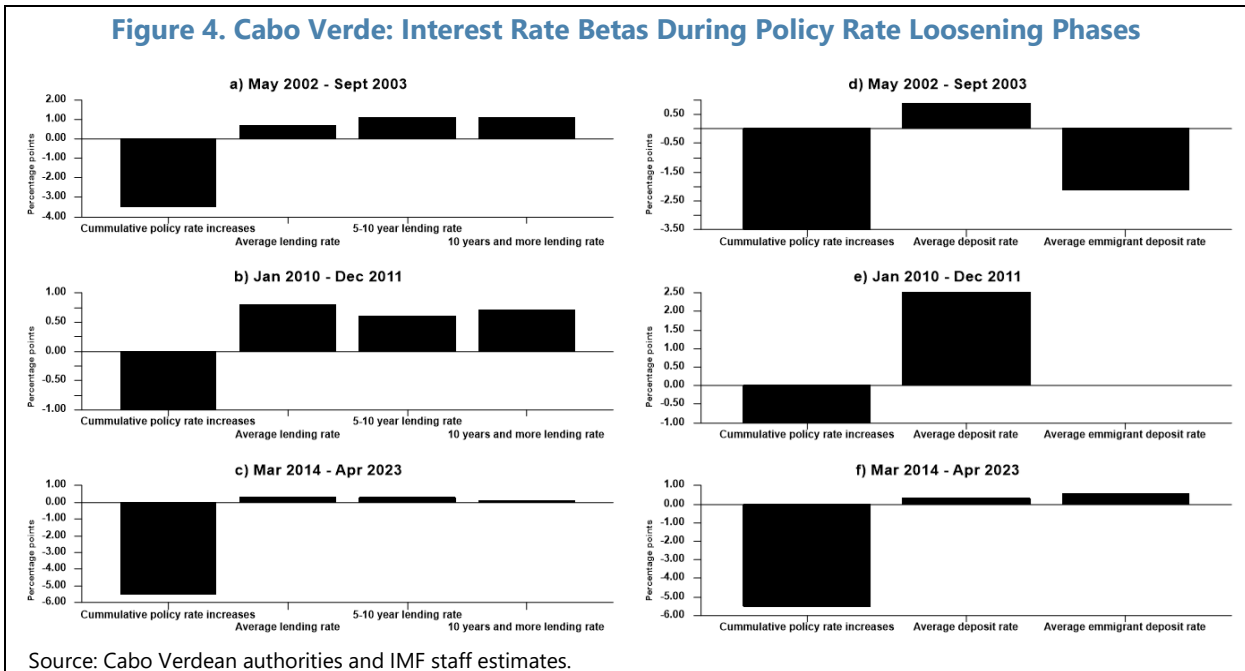 Figure 4. Cabo Verde: Interest Rate Betas During Policy Rate Loosening Phases
a) May 2002 - Sept 2003
Percentage points
2.00
1.00
0.00
-1.00
-2.00
-3.00
-4.00
Cummulative policy rate increases
Average lending rate
5-10 year lending rate
10 years and more lending rate
d) May 2002 - Sept 2003
Percentage points
0.50
-0.50
-1.50
-2.50
-3.50
Cummulative policy rate increases
Average deposit rate
Average emmigrant deposit rate
b) Jan 2010 - Dec 2011
Percentage points
1.00
0.50
0.00
-0.50
-1.00
Cummulative policy rate increases
Average lending rate
5-10 year lending rate
10 years and more lending rate
e) Jan 2010 - Dec 2011
Percentage points
2.50
2.00
1.50
1.00
0.50
0.00
-0.50
-1.00
Cummulative policy rate increases
Average deposit rate
Average emmigrant deposit rate
c) Mar 2014 - Apr 2023
Percentage points
1.00
0.00
-1.00
-2.00
-3.00
-4.00
-5.00
-6.00
Cummulative policy rate increases
Average lending rate
5-10 year lending rate
10 years and more lending rate
f) Mar 2014 - Apr 2023
Percentage points
1.00
0.00
-1.00
-2.00
-3.00
-4.00
-5.00
-6.00
Cummulative policy rate increases
Average deposit rate
Average emmigrant deposit rate
Source: Cabo Verdean authorities and IMF staff estimates.